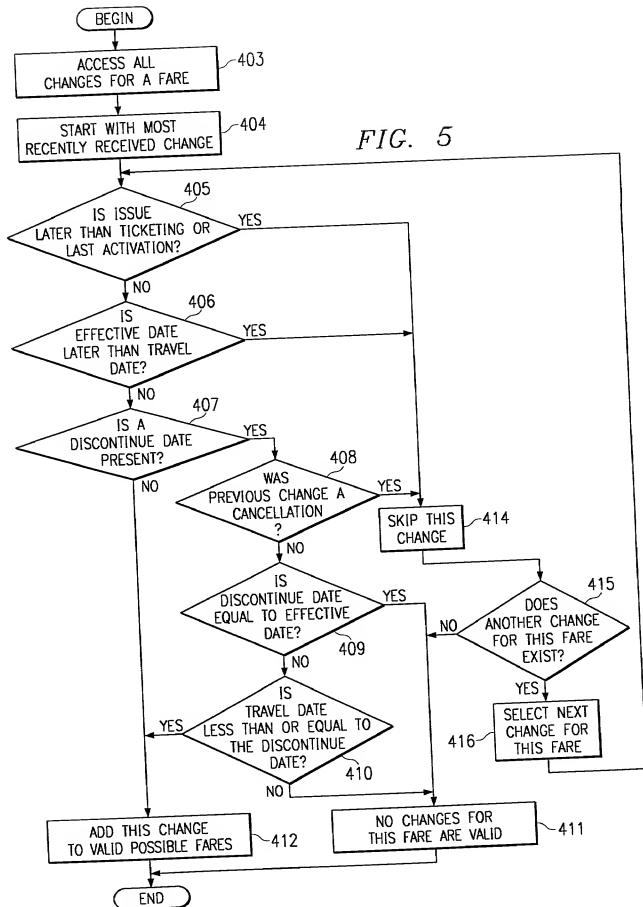 BEGIN
ACCESS ALL
CHANGES FOR A FARE
403
START WITH MOST
RECENTLY RECEIVED CHANGE
404
FIG. 5
405
IS ISSUE
LATER THAN TICKETING OR
LAST ACTIVATION?
YES
NO
406
IS
EFFECTIVE DATE
LATER THAN TRAVEL
DATE?
YES
NO
407
IS A
DISCONTINUE DATE
PRESENT?
YES
NO
408
WAS
PREVIOUS CHANGE A
CANCELLATION
?
YES
NO
SKIP THIS
CHANGE
414
IS
DISCONTINUE DATE
EQUAL TO EFFECTIVE
DATE?
YES
409
NO
415
DOES
ANOTHER CHANGE
FOR THIS FARE
EXIST?
NO
YES
IS
TRAVEL DATE
LESS THAN OR EQUAL TO
THE DISCONTINUE
DATE?
YES
410
NO
SELECT NEXT
CHANGE FOR
THIS FARE
416
ADD THIS CHANGE
TO VALID POSSIBLE FARES
412
NO CHANGES FOR
THIS FARE ARE VALID
411
END